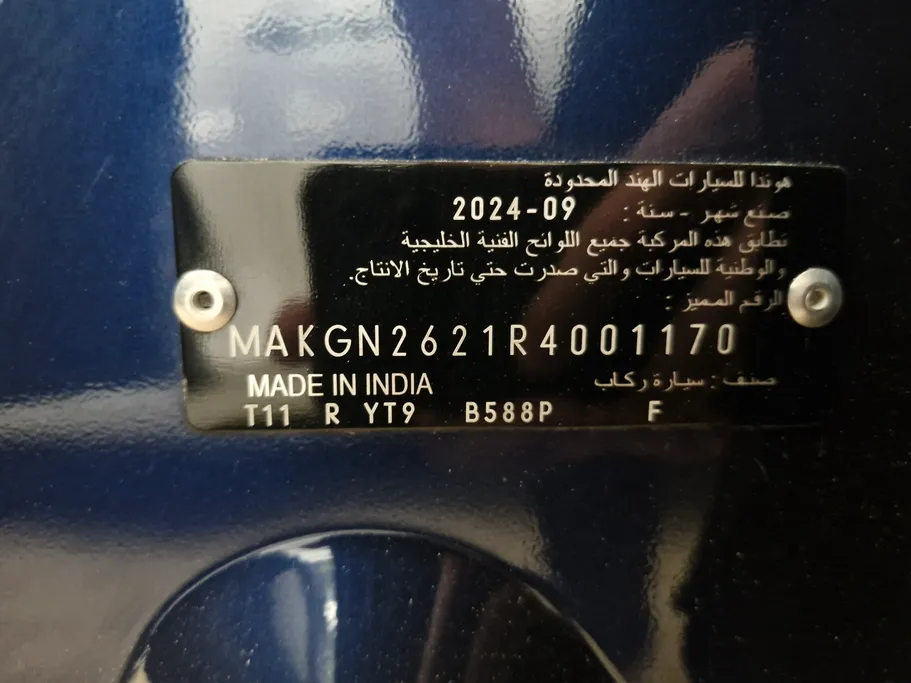 هوندا للسيارات الهند المحدودة
صنع شهر - سنة : 2024-09
تطابق هذه المركبة جميع اللوائح الفنية الخليجية
والوطنية للسيارات والتي صدرت حتي تاريخ الانتاج.
الرقم المميز :
MAKGN2621R4001170
MADE IN INDIA صنف : سيارة ركاب
T11 R YT9 B588P F